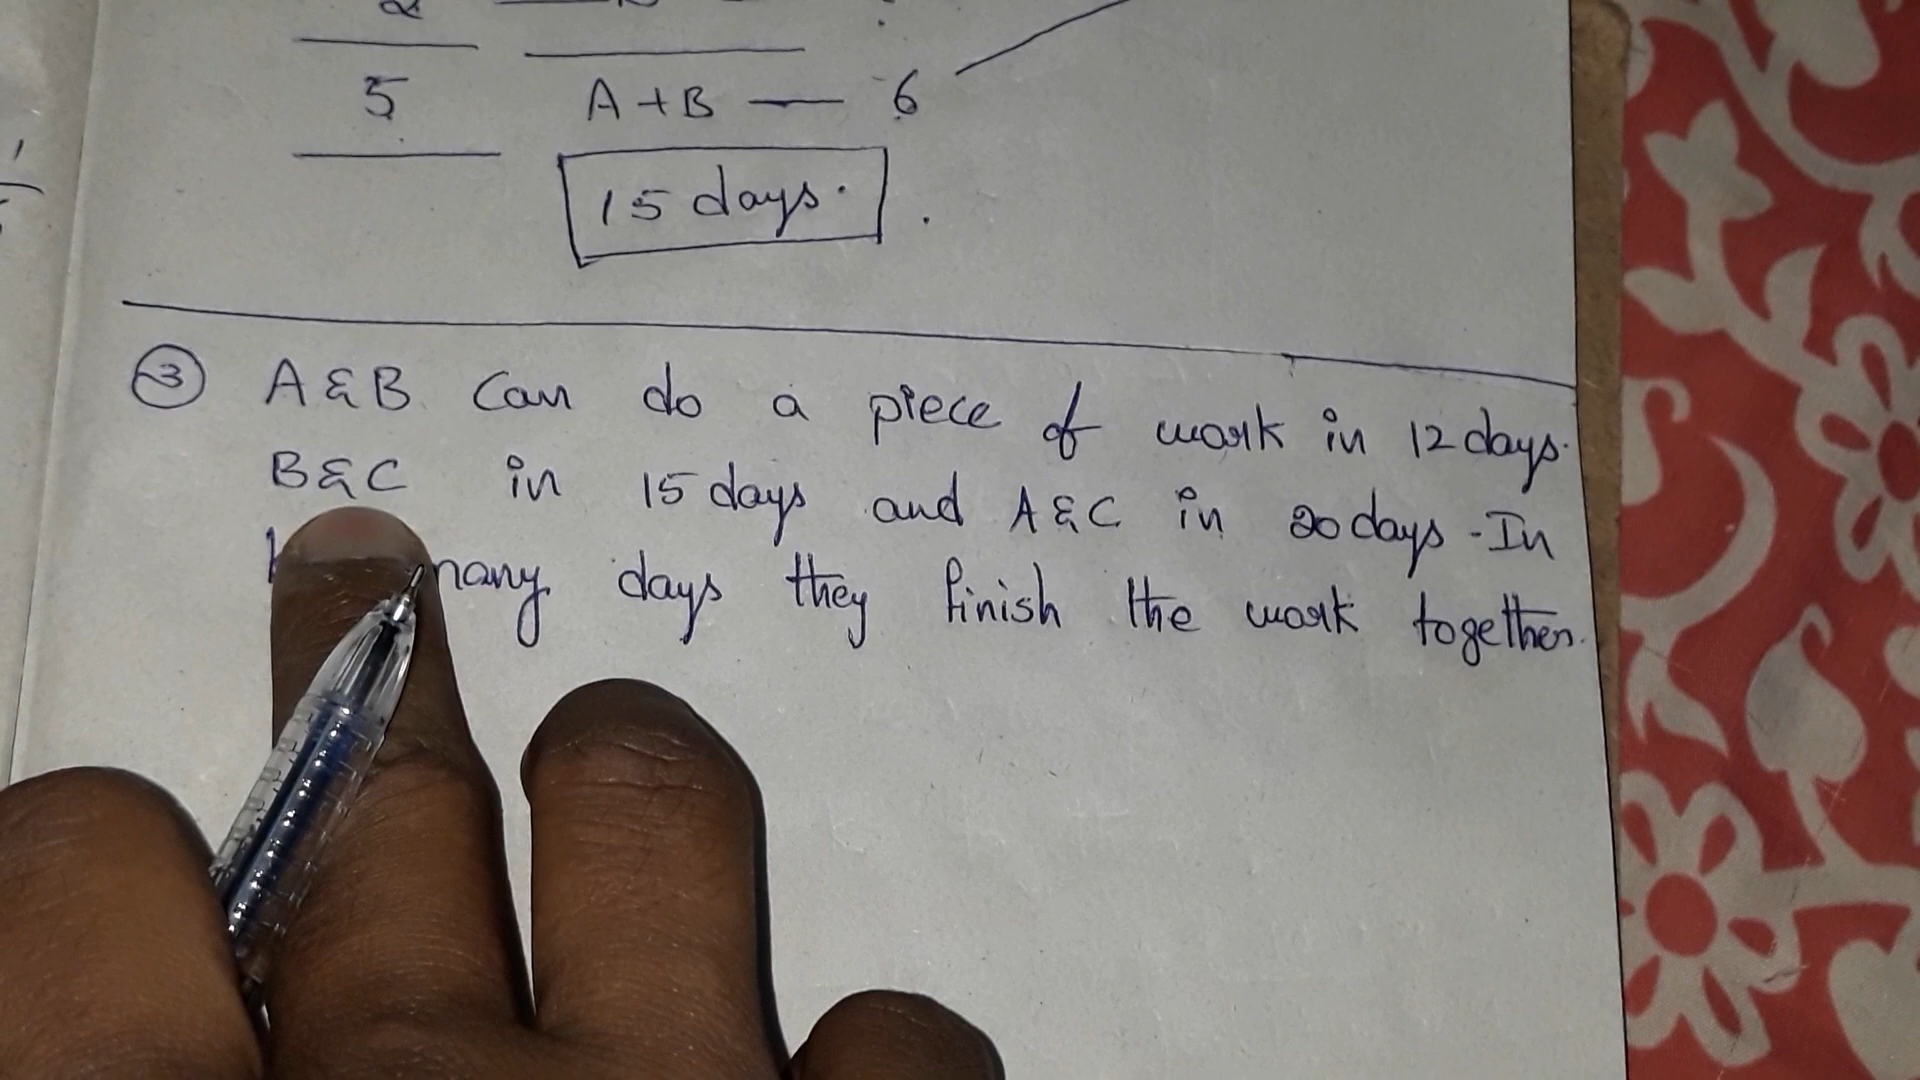 5 A+B — 6
15 days.
③ A & B can do a piece of work in 12 days.
B & C in 15 days and A & C in 20 days. In
many days they finish the work together.